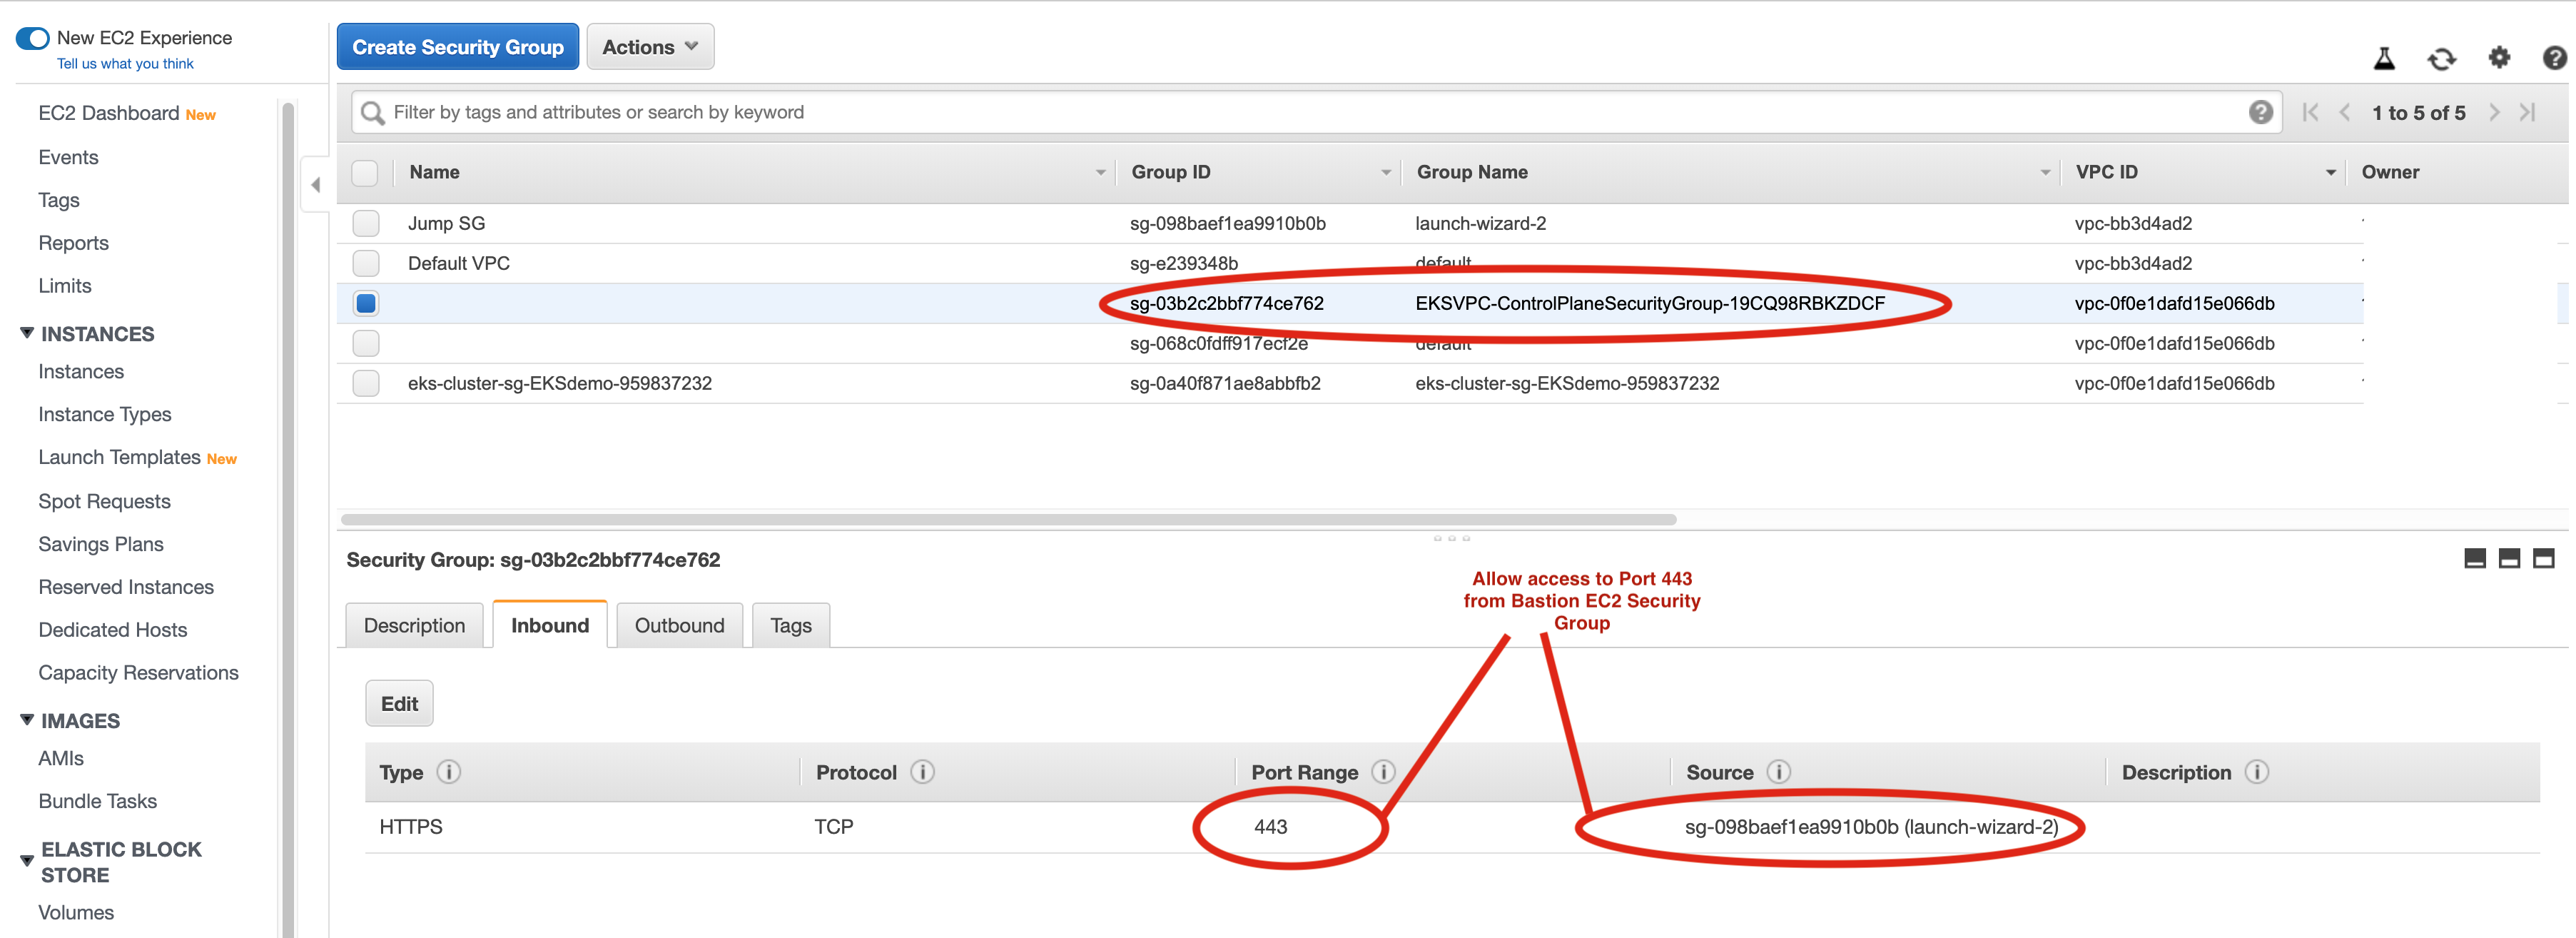 New EC2 Experience
Tell us what you think
EC2 Dashboard New
Events
Tags
Reports
Limits
INSTANCES
Instances
Instance Types
Launch Templates New
Spot Requests
Savings Plans
Reserved Instances
Dedicated Hosts
Capacity Reservations
IMAGES
AMIs
Bundle Tasks
ELASTIC BLOCK
STORE
Volumes
Create Security Group Actions
Filter by tags and attributes or search by keyword 1 to 5 of 5
Name Group ID Group Name VPC ID Owner
Jump SG sg-098baef1ea9910b0b launch-wizard-2 vpc-bb3d4ad2
Default VPC sg-e239348b default vpc-bb3d4ad2
sg-03b2c2bbf774ce762 EKSVPC-ControlPlaneSecurityGroup-19CQ98RBKZDCF vpc-0f0e1dafd15e066db
sg-068c0fdff917ecf2e default vpc-0f0e1dafd15e066db
eks-cluster-sg-EKSdemo-959837232 sg-0a40f871ae8abbfb2 eks-cluster-sg-EKSdemo-959837232 vpc-0f0e1dafd15e066db
Security Group: sg-03b2c2bbf774ce762
Allow access to Port 443
from Bastion EC2 Security
Group
Description Inbound Outbound Tags
Edit
Type Protocol Port Range Source Description
HTTPS TCP 443 sg-098baef1ea9910b0b (launch-wizard-2)